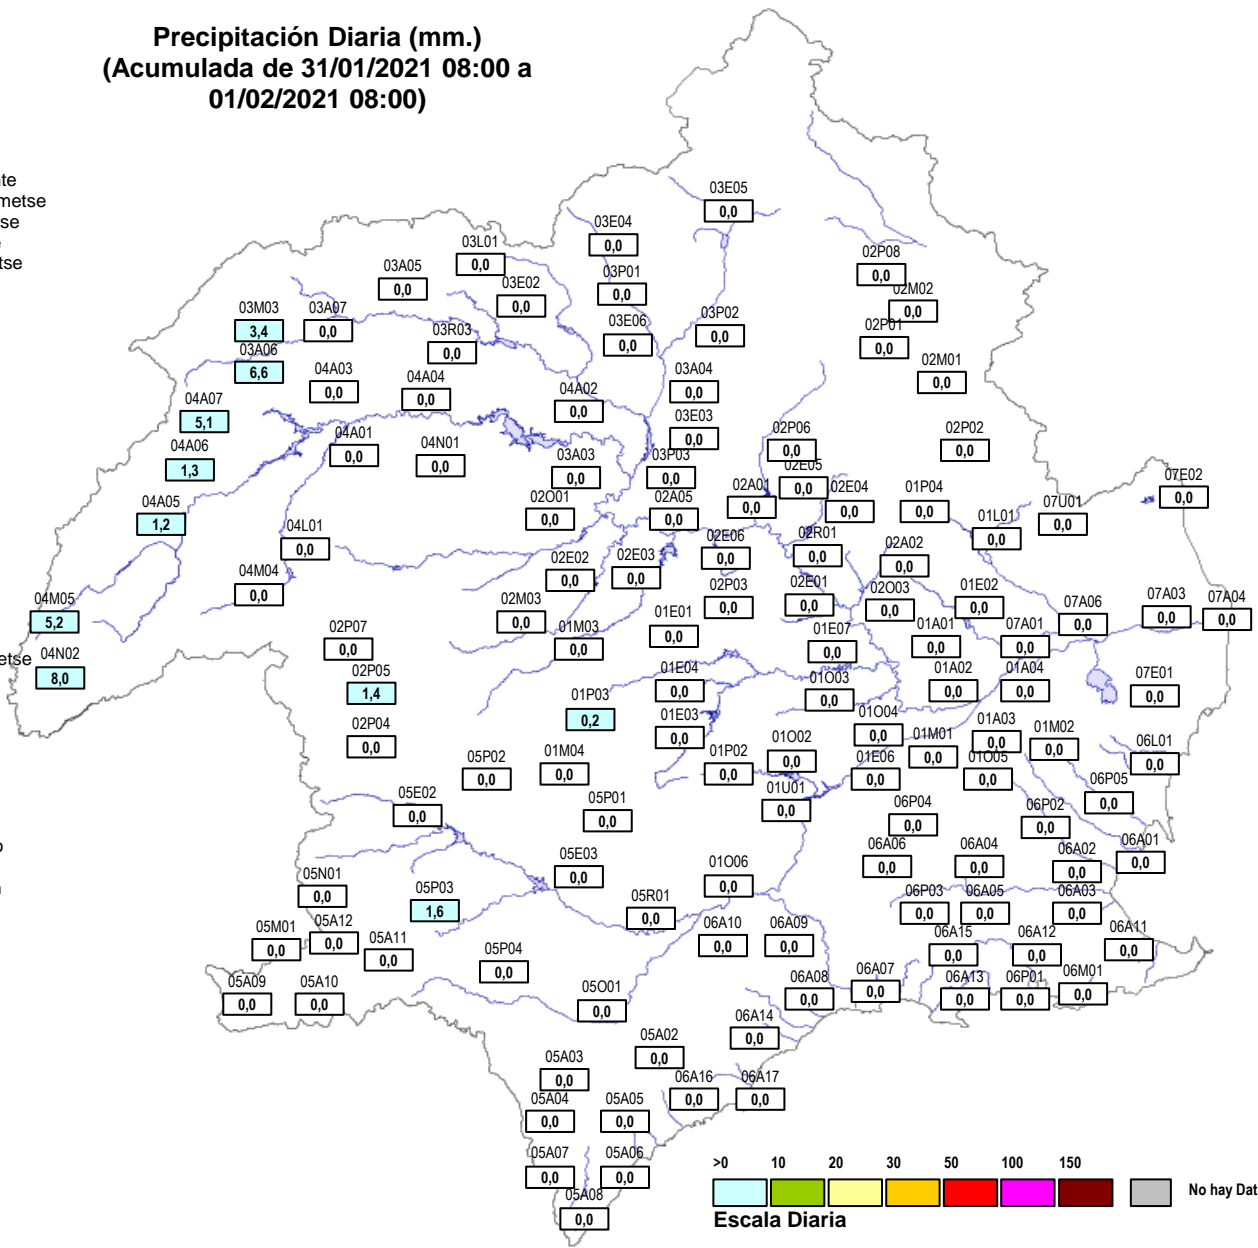 Precipitación Diaria (mm.)
(Acumulada de 31/01/2021 08:00 a
01/02/2021 08:00)
03E05
0,0
03E04
0,0
03L01
0,0
02P08
0,0
03A05
0,0
03P01
0,0
03E02
0,0
02M02
0,0
03M03
3,4
03A07
0,0
03P02
0,0
03E06
0,0
03R03
0,0
02P01
0,0
03A06
6,6
02M01
0,0
04A03
0,0
04A04
0,0
03A04
0,0
04A02
0,0
04A07
5,1
03E03
0,0
04A01
0,0
04N01
0,0
02P06
0,0
02P02
0,0
04A06
1,3
03A03
0,0
03P03
0,0
02E05
0,0
07E02
0,0
02A01
0,0
02E04
0,0
01P04
0,0
04A05
1,2
02O01
0,0
02A05
0,0
07U01
0,0
01L01
0,0
04L01
0,0
02E06
0,0
02R01
0,0
02A02
0,0
02E02
0,0
02E03
0,0
04M04
0,0
02P03
0,0
02E01
0,0
02O03
0,0
01E02
0,0
04M05
5,2
02M03
0,0
07A06
0,0
07A03
0,0
07A04
0,0
01E01
0,0
01M03
0,0
02P07
0,0
01E07
0,0
01A01
0,0
07A01
0,0
etse
04N02
8,0
02P05
1,4
01E04
0,0
01O03
0,0
01A02
0,0
01A04
0,0
07E01
0,0
01P03
0,2
02P04
0,0
01E03
0,0
01O04
0,0
01A03
0,0
01M02
0,0
01M01
0,0
05P02
0,0
01M04
0,0
01P02
0,0
01O02
0,0
01E06
0,0
01O05
0,0
06L01
0,0
05E02
0,0
05P01
0,0
01U01
0,0
06P04
0,0
06P02
0,0
06P05
0,0
05E03
0,0
06A06
0,0
06A04
0,0
06A02
0,0
06A01
0,0
05N01
0,0
05P03
1,6
01O06
0,0
05R01
0,0
06P03
0,0
06A05
0,0
06A03
0,0
05M01
0,0
05A12
0,0
05A11
0,0
05P04
0,0
06A10
0,0
06A09
0,0
06A15
0,0
06A12
0,0
06A11
0,0
05A09
0,0
05A10
0,0
05O01
0,0
06A08
0,0
06A07
0,0
06A13
0,0
06P01
0,0
06M01
0,0
06A14
0,0
05A02
0,0
05A03
0,0
06A16
0,0
06A17
0,0
05A04
0,0
05A05
0,0
05A07
0,0
05A06
0,0
05A08
0,0
>0 10 20 30 50 100 150
No hay Dat
Escala Diaria